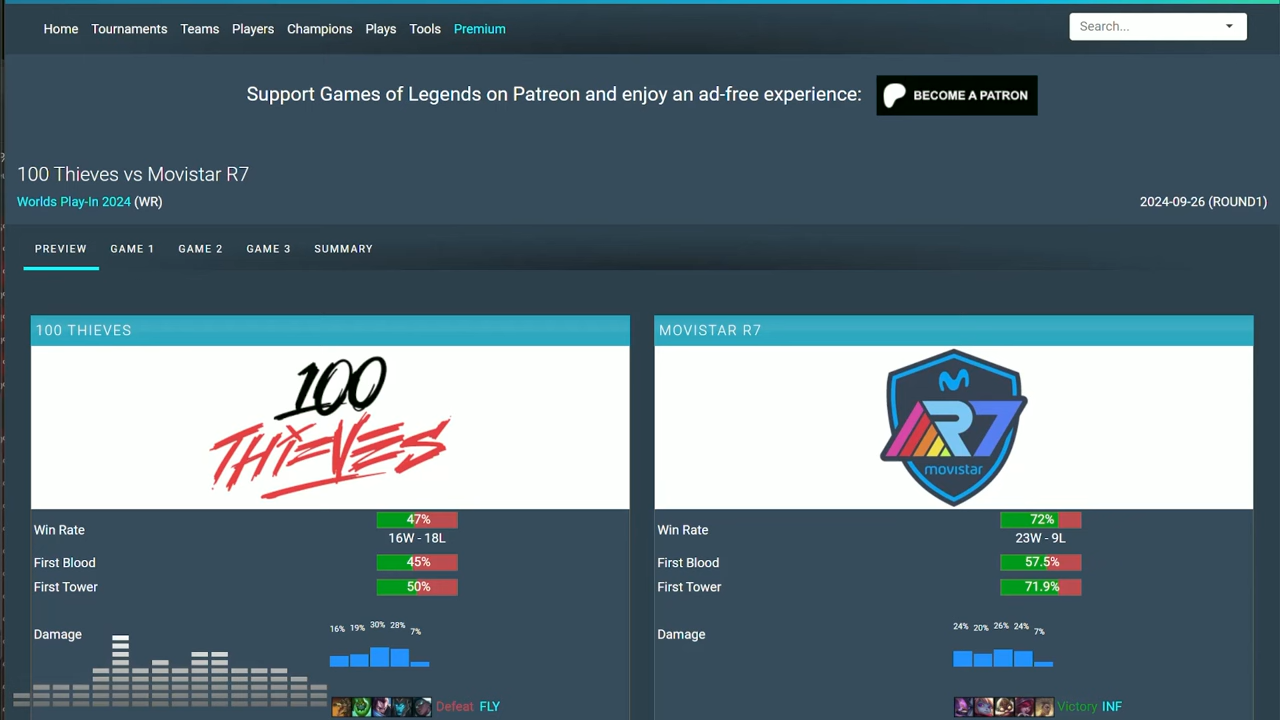 Home Tournaments Teams Players Champions Plays Tools Premium Search...
Support Games of Legends on Patreon and enjoy an ad-free experience: BECOME A PATRON
100 Thieves vs Movistar R7
Worlds Play-In 2024 (WR) 2024-09-26 (ROUND1)
PREVIEW GAME 1 GAME 2 GAME 3 SUMMARY
100 THIEVES
100
THIEVES
Win Rate 47%
16W - 18L
First Blood 45%
First Tower 50%
Damage 16% 19% 30% 28% 7%
Defeat FLY
MOVISTAR R7
R7
movistar
Win Rate 72%
23W - 9L
First Blood 57.5%
First Tower 71.9%
Damage 24% 20% 26% 24% 7%
Victory INF